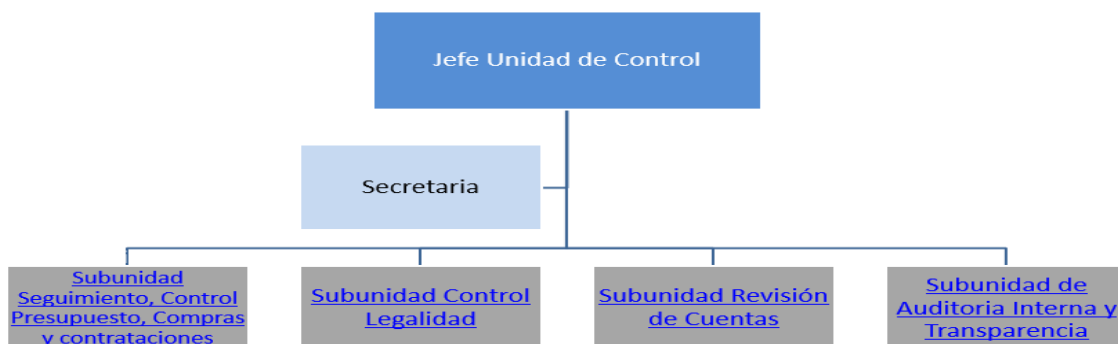 Jefe Unidad de Control
Secretaria
Subunidad
Seguimiento, Control
Presupuesto, Compras
y contrataciones
Subunidad Control
Legalidad
Subunidad Revisión
de Cuentas
Subunidad de
Auditoria Interna y
Transparencia